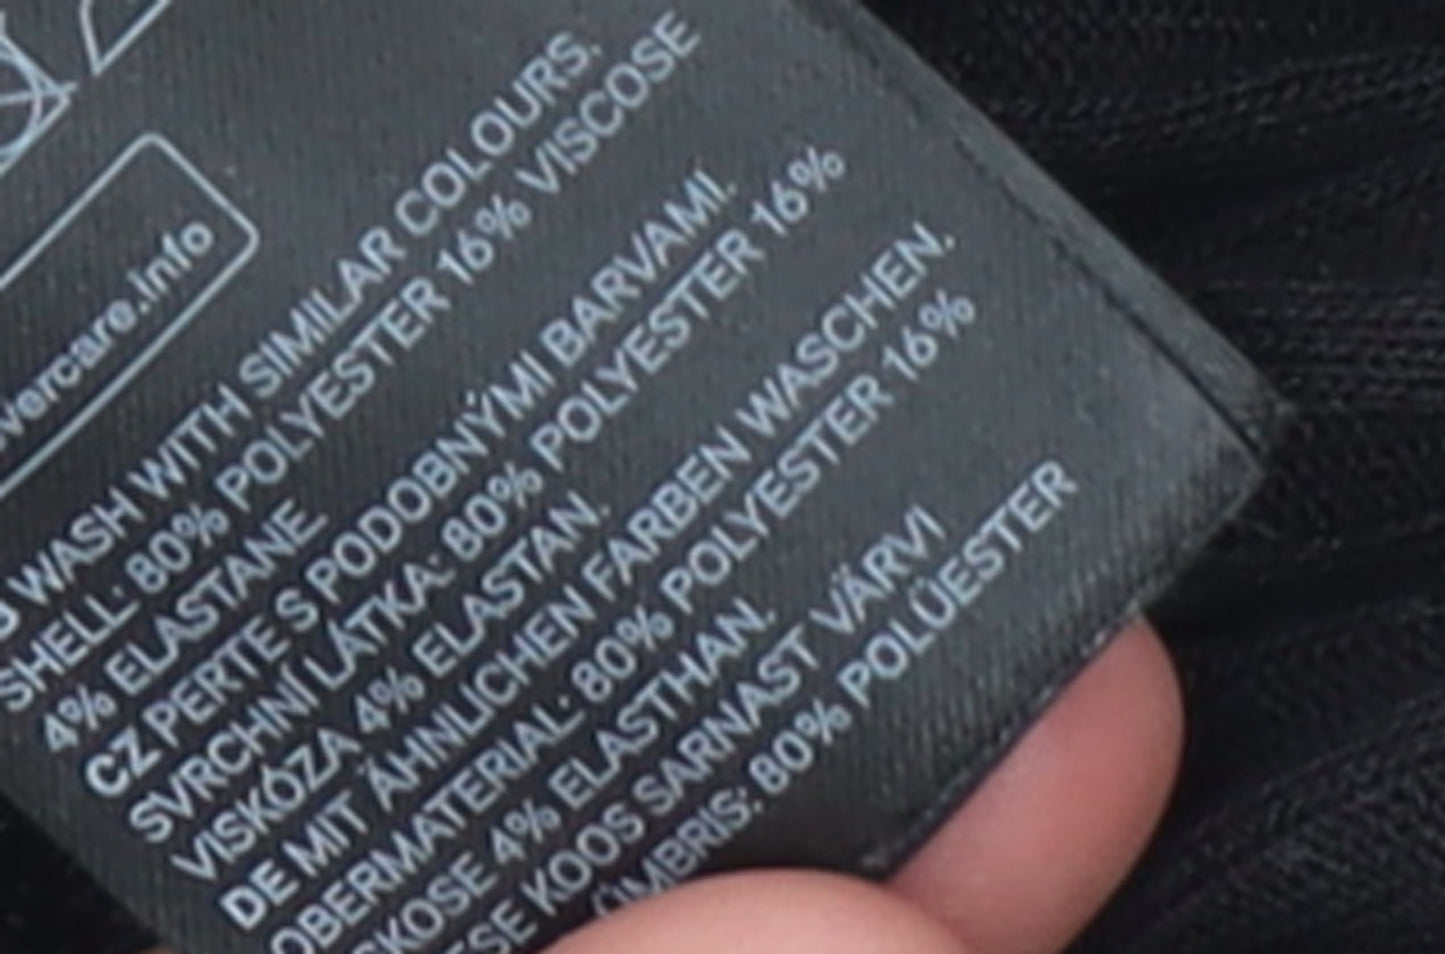 vercare.info
WASH WITH SIMILAR COLOURS.
SHELL: 80% POLYESTER 16% VISCOSE
4% ELASTANE
CZ PERTE S PODOBNÝMI BARVAMI.
SVRCHNÍ LÁTKA: 80% POLYESTER 16%
VISKÓZA 4% ELASTAN.
DE MIT ÄHNLICHEN FARBEN WASCHEN.
OBERMATERIAL: 80% POLYESTER 16%
SKOSE 4% ELASTHAN.
ESE KOOS SARNAST VÄRVI
ÜMBRIS: 80% POLÜESTER